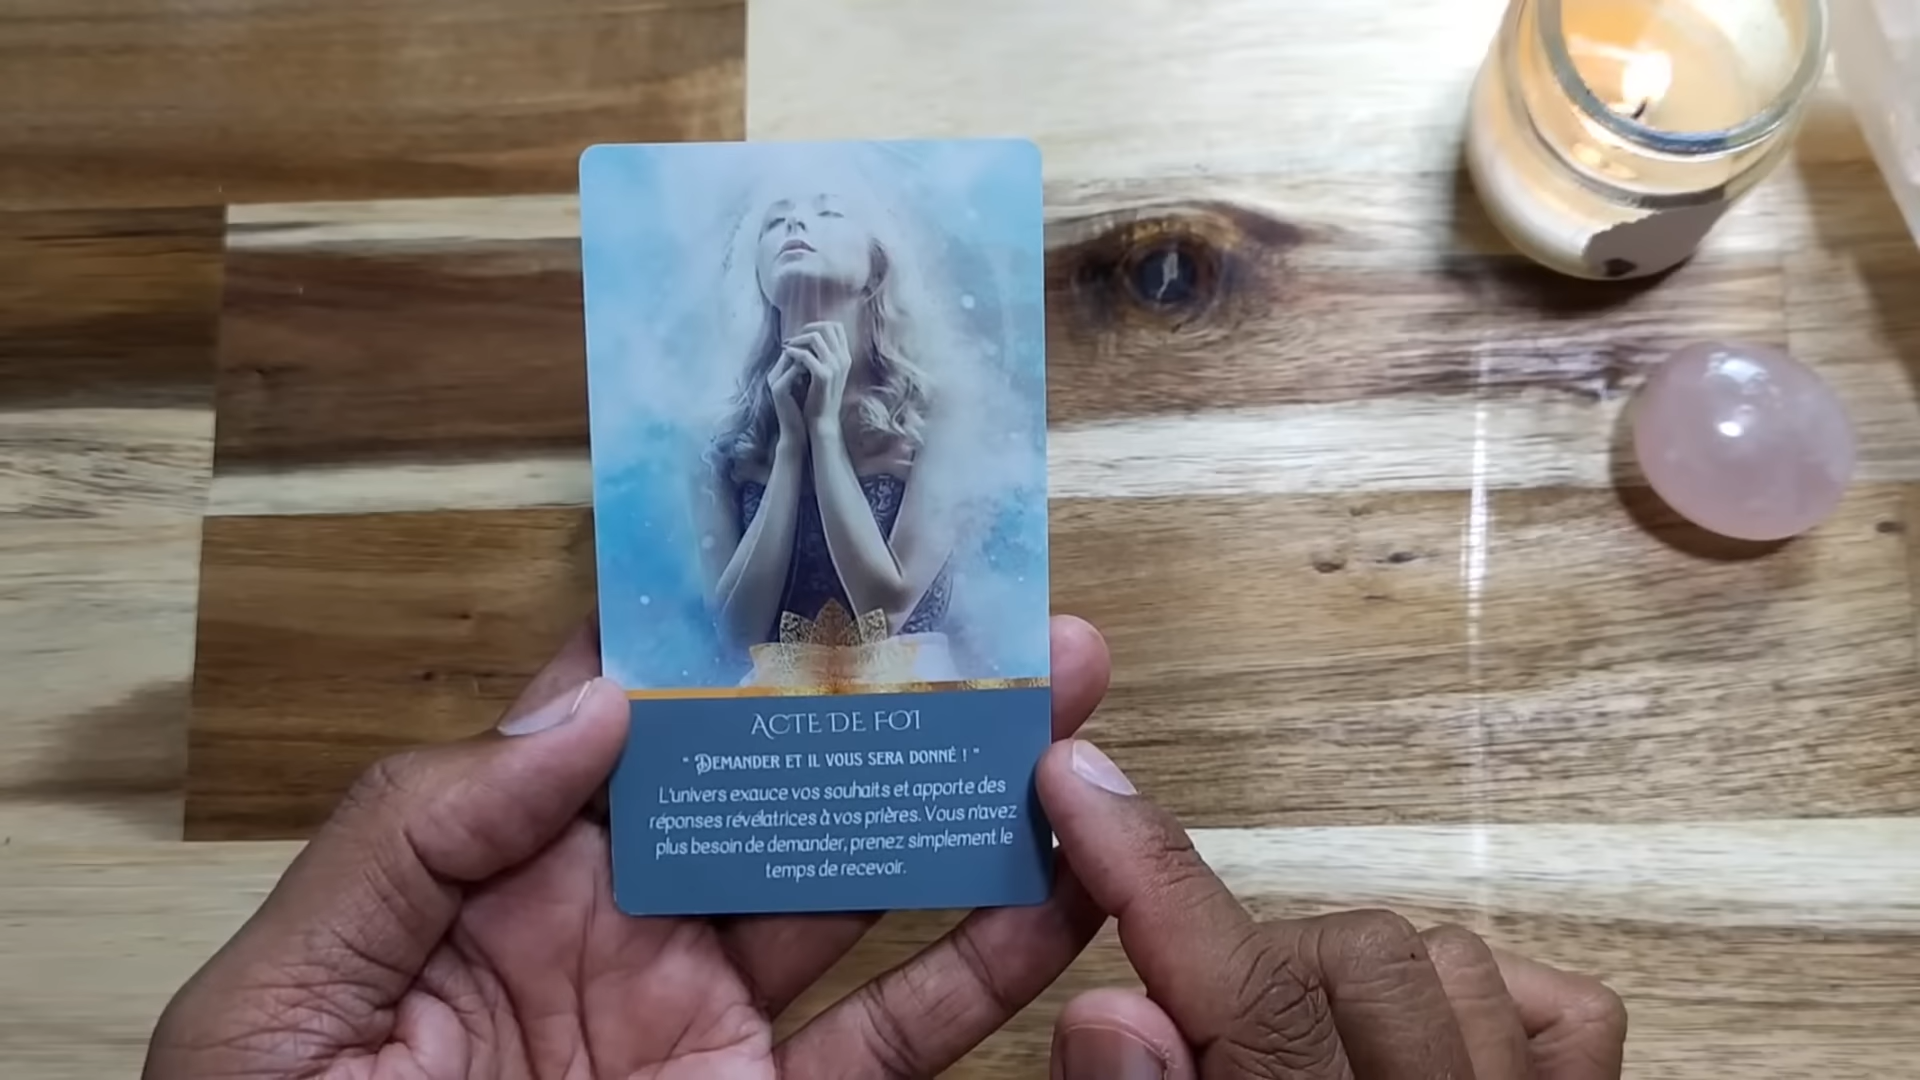 ACTE DE FOI
" DEMANDER ET IL VOUS SERA DONNÉ ! "
L'univers exauce vos souhaits et apporte des
réponses révélatrices à vos prières. Vous n'avez
plus besoin de demander, prenez simplement le
temps de recevoir.